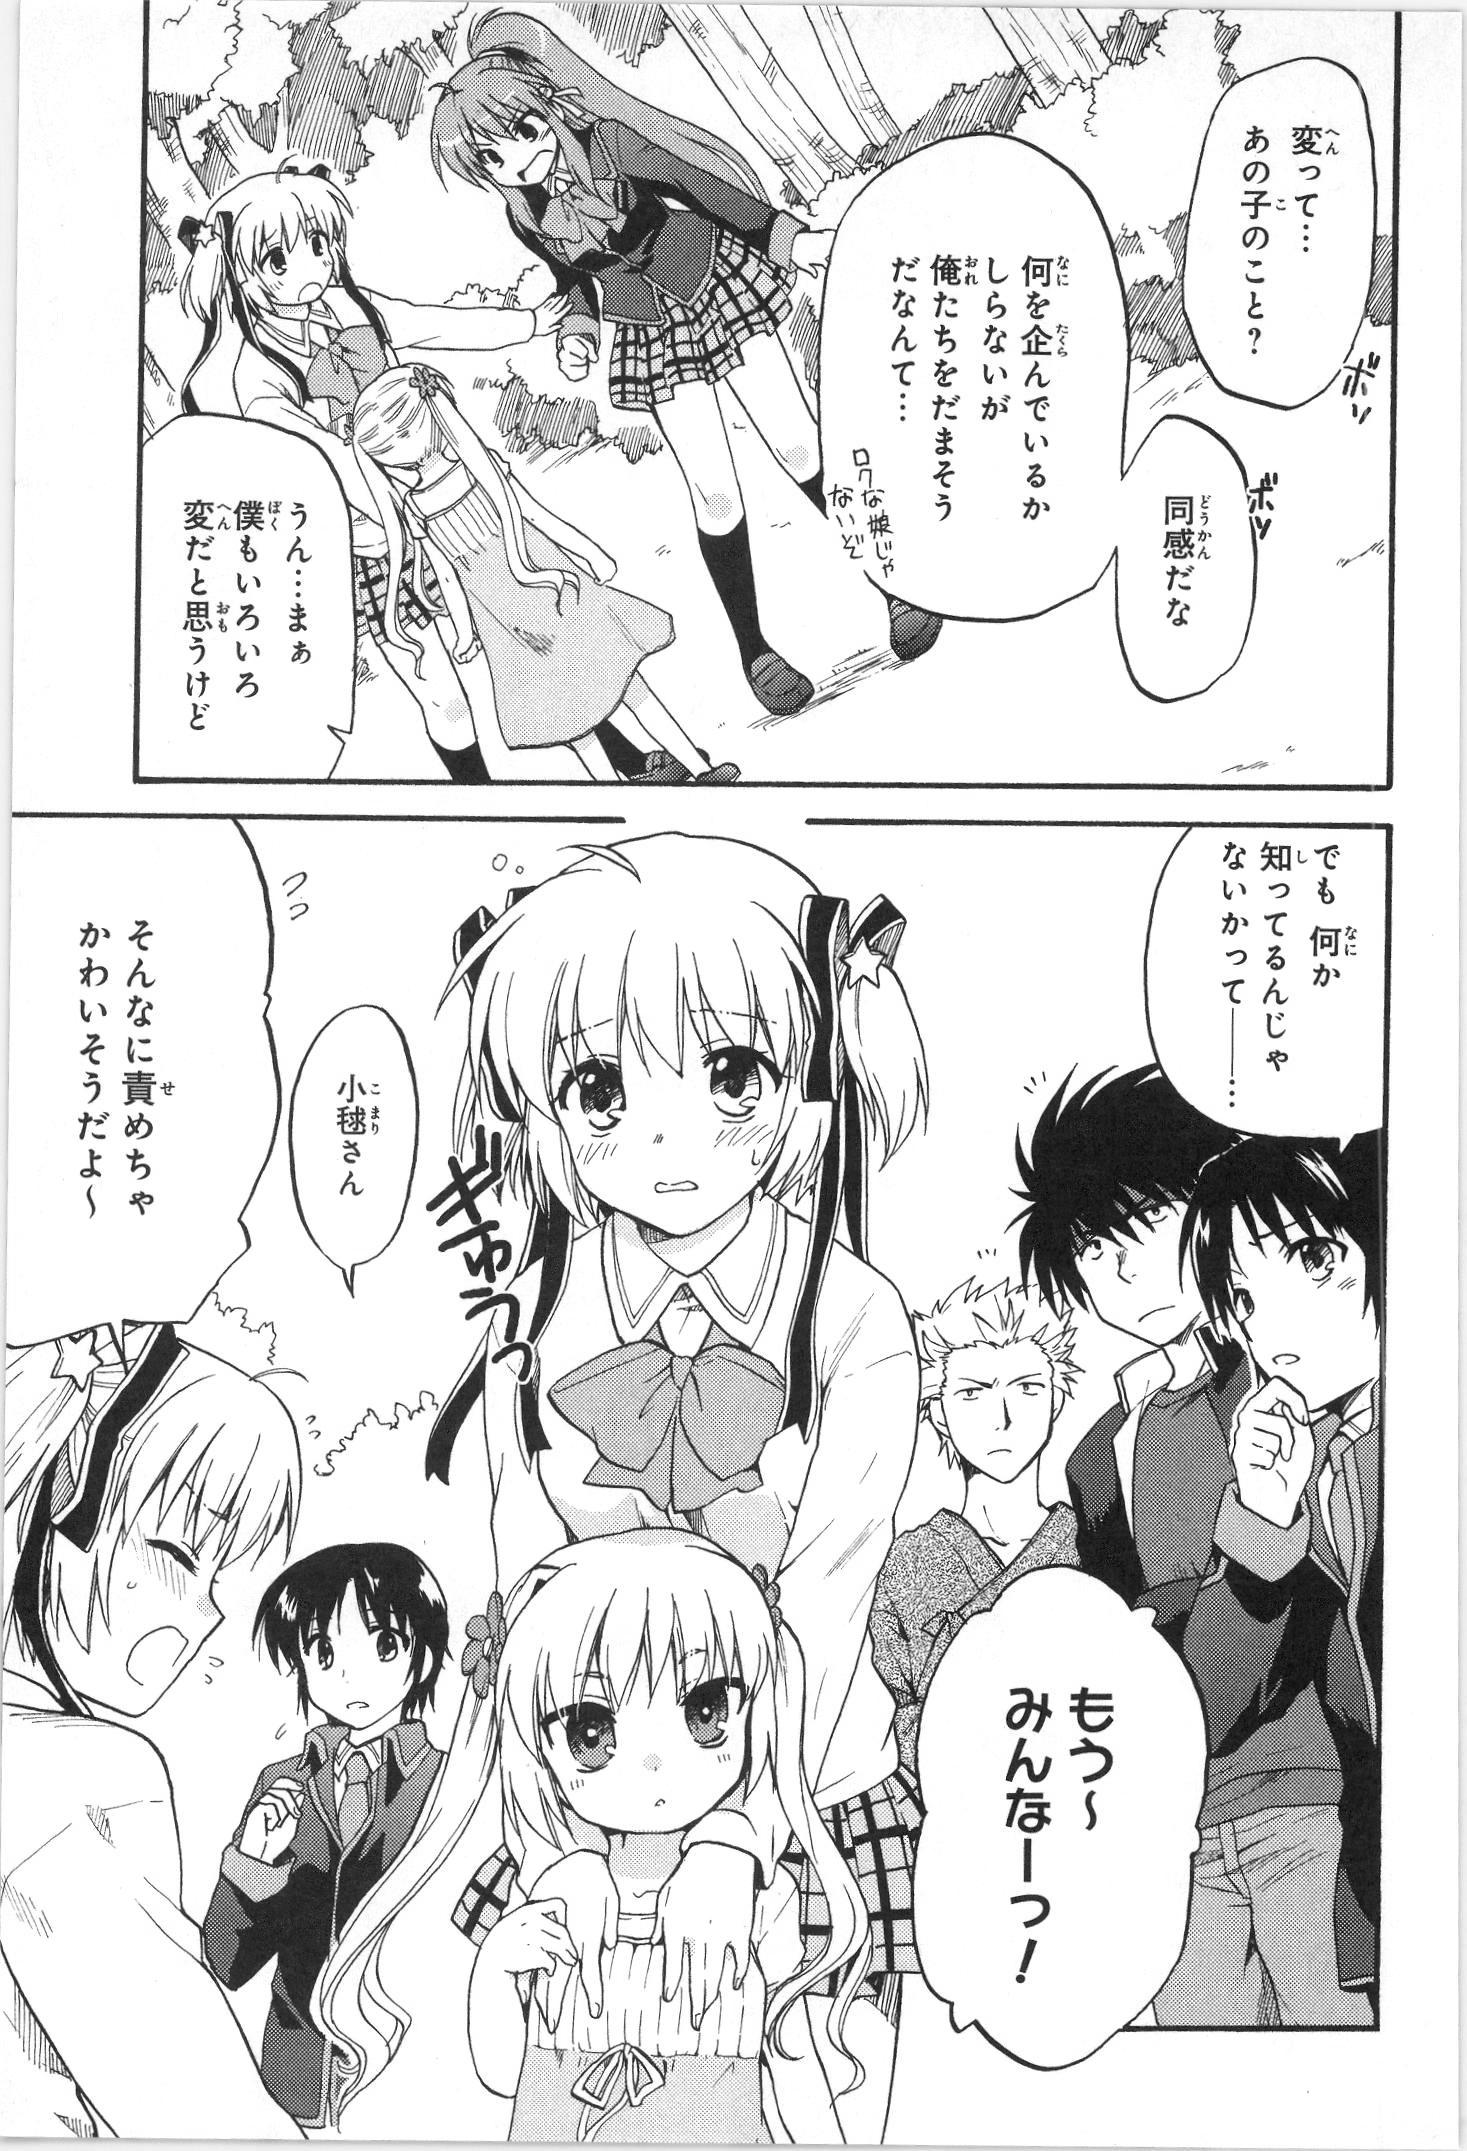 変って…
あの子のこと？
ボソ
ボソ
同感だな
何を企んでいるか
しらないが
俺たちをだまそう
だなんて…
ロクな娘じゃ
ないぞ
うん…まぁ
僕もいろいろ
変だと思うけど
でも 何か
知ってるんじゃ
ないかって――…
もう～
みんなーっ！
ぎゅうっ
小毬さん
そんなに責めちゃ
かわいそうだよ～